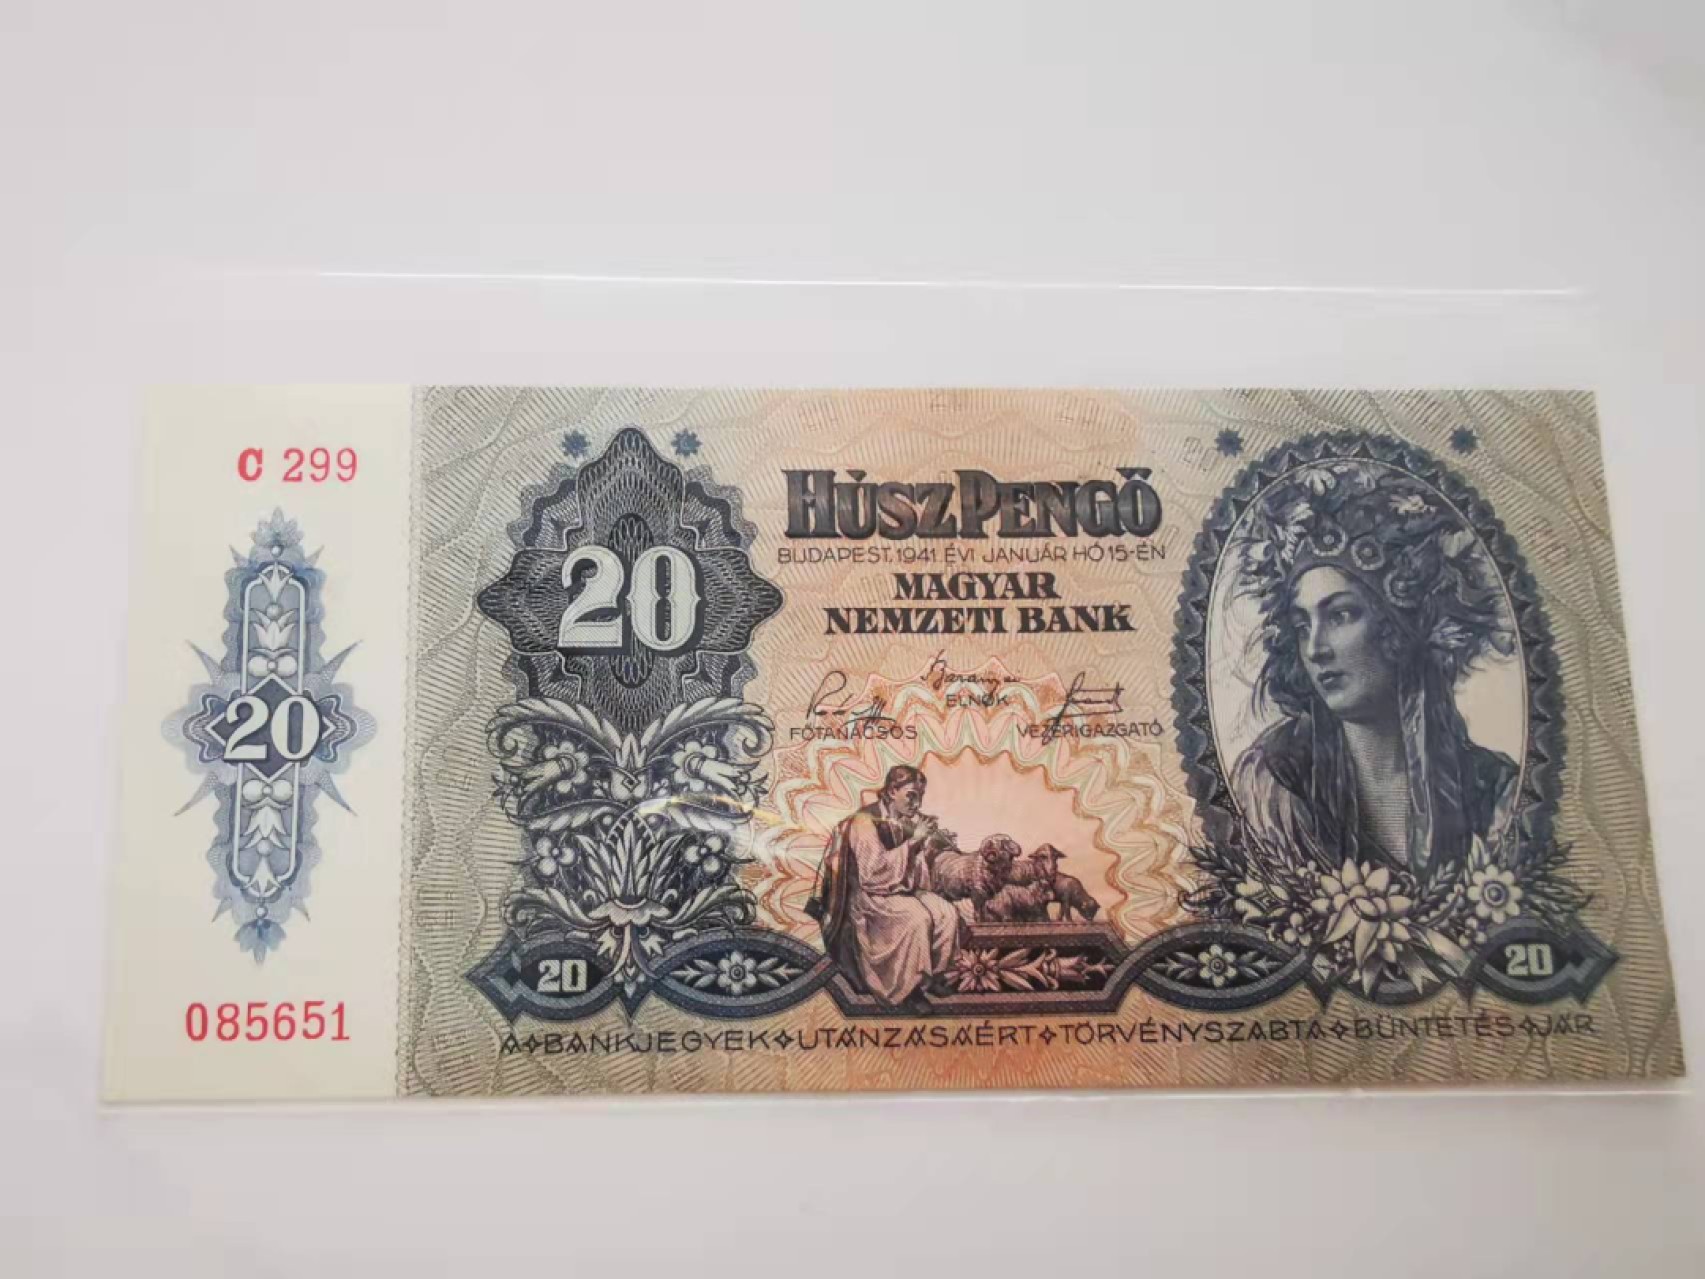 C 299
20
HÚSZ PENGŐ
BUDAPEST, 1941. ÉVI JANUÁR HÓ 15-ÉN
MAGYAR
NEMZETI BANK
20
ELNÖK
FŐTANÁCSOS
VEZÉRIGAZGATÓ
20
20
085651
A BANKJEGYEK UTÁNZÁSÁÉRT TÖRVÉNYSZABTA BÜNTETÉS JÁR